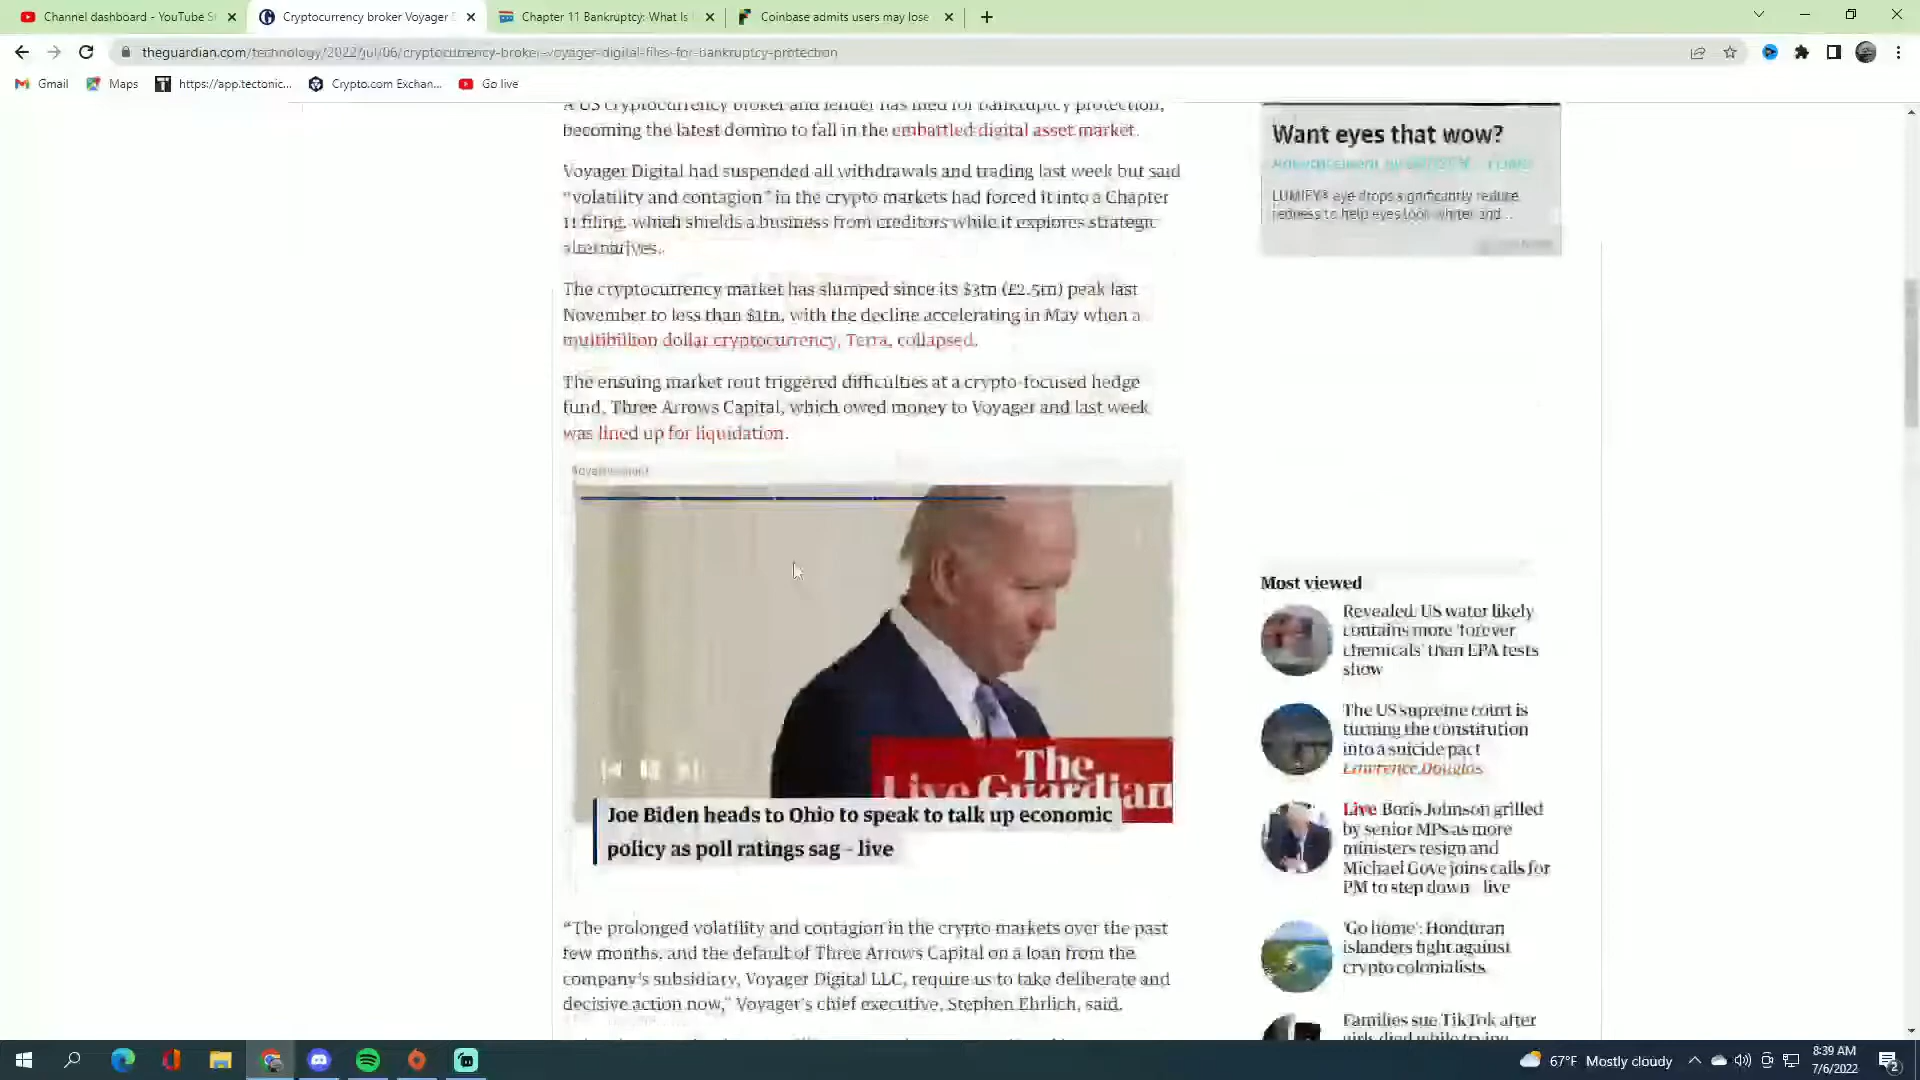 Channel dashboard - YouTube St
Cryptocurrency broker Voyager D
Chapter 11 Bankruptcy: What Is
Coinbase admits users may lose
theguardian.com/technology/2022/jul/06/cryptocurrency-broker-voyager-digital-files-for-bankruptcy-protection
Gmail
Maps
https://app.tectonic...
Crypto.com Exchan...
Go live
A US cryptocurrency broker and lender has filed for bankruptcy protection,
becoming the latest domino to fall in the embattled digital asset market.
Voyager Digital had suspended all withdrawals and trading last week but said
“volatility and contagion” in the crypto markets had forced it into a Chapter
11 filing, which shields a business from creditors while it explores strategic
alternatives.
The cryptocurrency market has slumped since its $3tn (£2.5tn) peak last
November to less than $1tn, with the decline accelerating in May when a
multibillion dollar cryptocurrency, Terra, collapsed.
The ensuing market rout triggered difficulties at a crypto-focused hedge
fund, Three Arrows Capital, which owed money to Voyager and last week
was lined up for liquidation.
Advertisement
The
Live Guardian
Joe Biden heads to Ohio to speak to talk up economic
policy as poll ratings sag – live
“The prolonged volatility and contagion in the crypto markets over the past
few months, and the default of Three Arrows Capital on a loan from the
company’s subsidiary, Voyager Digital LLC, require us to take deliberate and
decisive action now,” Voyager’s chief executive, Stephen Ehrlich, said.
Want eyes that wow?
LUMIFY® eye drops significantly reduce
redness to help eyes look whiter and...
Most viewed
Revealed: US water likely
contains more ‘forever
chemicals’ than EPA tests
show
The US supreme court is
turning the constitution
into a suicide pact
Lawrence Douglas
Live Boris Johnson grilled
by senior MPs as more
ministers resign and
Michael Gove joins calls for
PM to step down – live
‘Go home’: Honduran
islanders fight against
crypto colonialists
Families sue TikTok after
girls died while trying
67°F Mostly cloudy
8:39 AM
7/6/2022
2